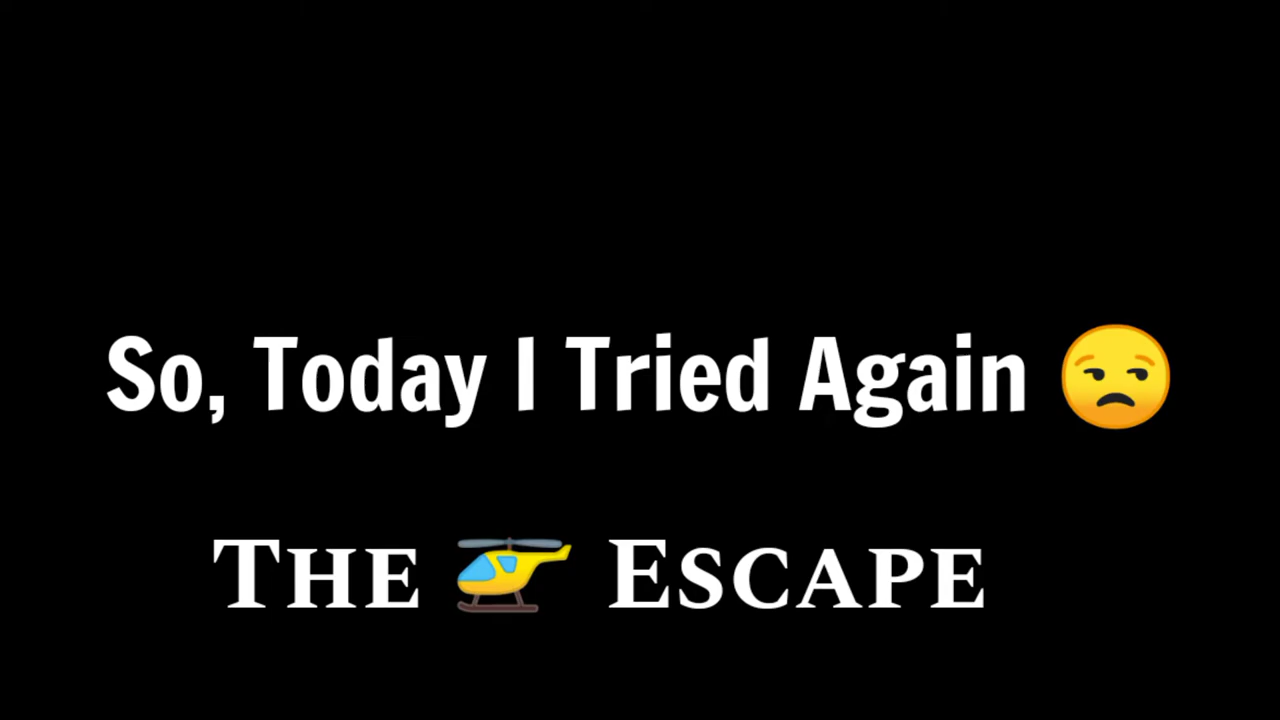 So, Today I Tried Again 😒
THE 🚁 ESCAPE